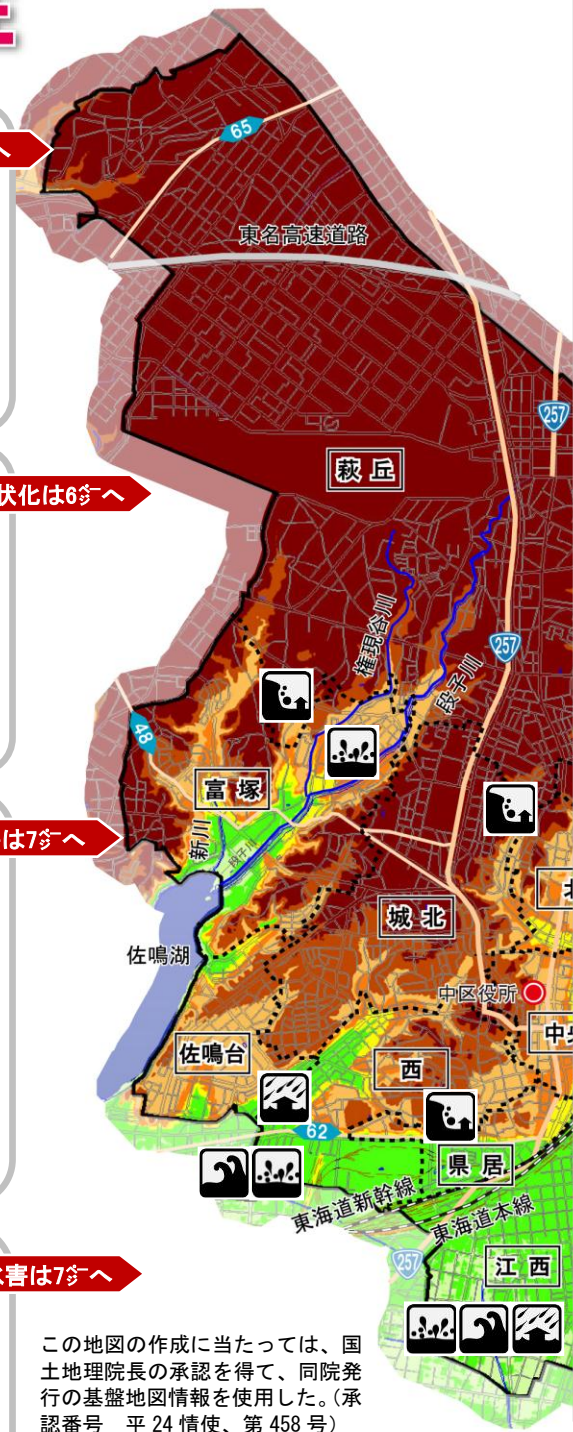 へ
65
東名高速道路
257
萩丘
状化は6㌻へ
権現谷川
段子川
257
48
富塚
新川
段子川
は7㌻へ
城北
佐鳴湖
中区役所
佐鳴台
西
62
県居
東海道新幹線
東海道本線
257
江西
害は7㌻へ
この地図の作成に当たっては、国
土地理院長の承認を得て、同院発
行の基盤地図情報を使用した。(承
認番号 平 24 情使、第 458 号)